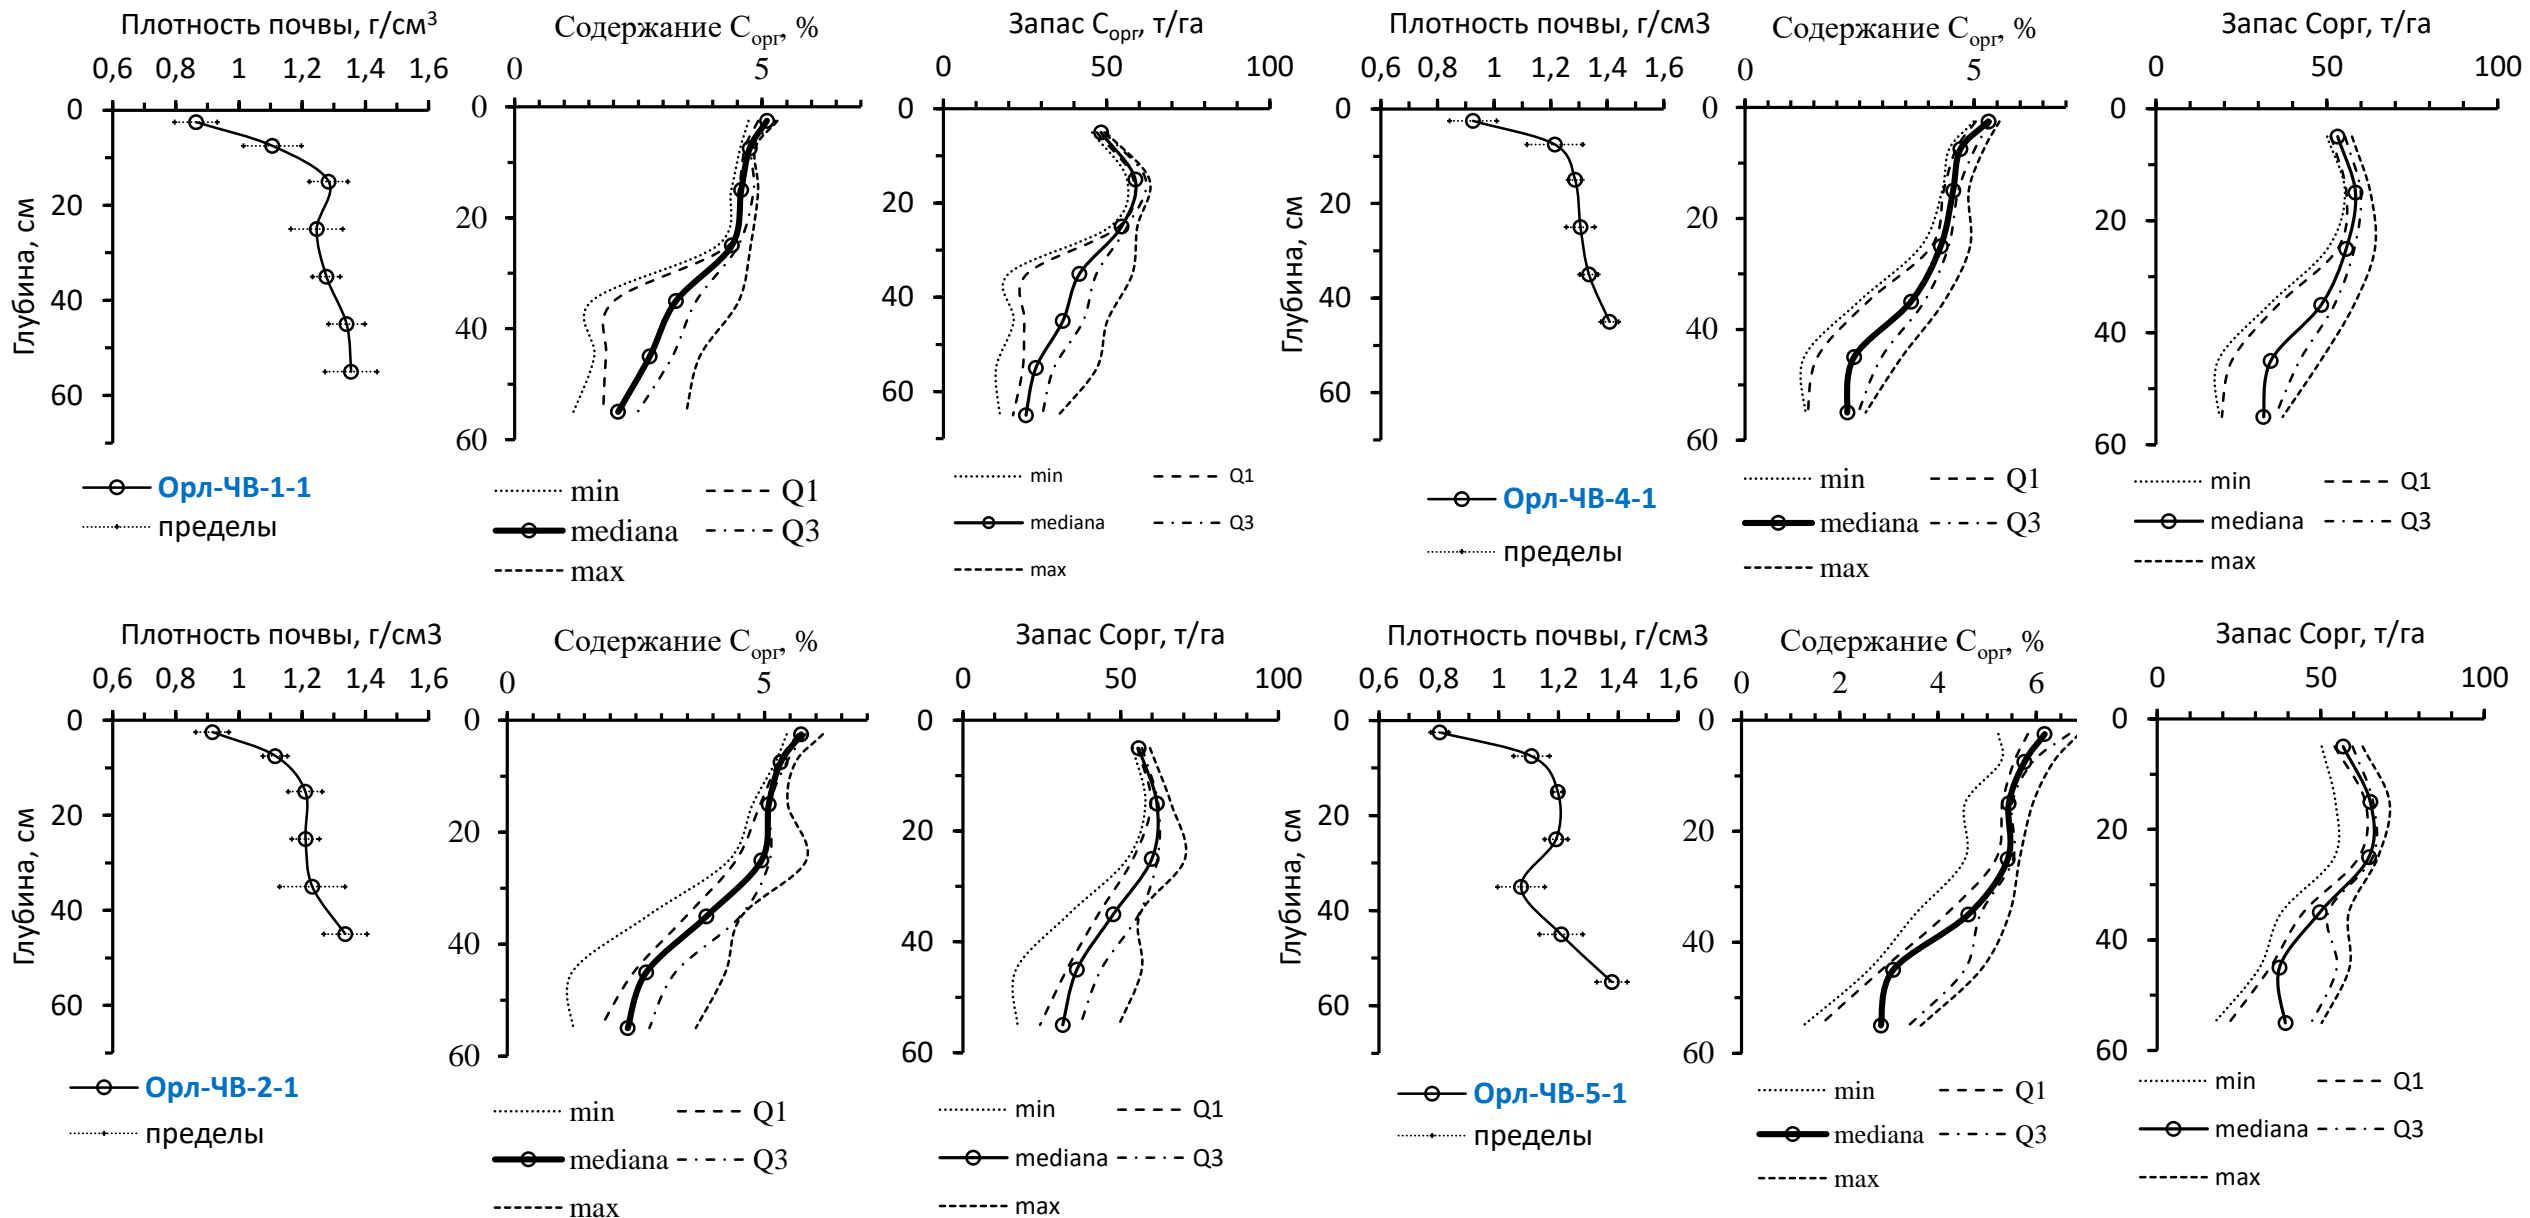 Плотность почвы, г/см³
0,6 0,8 1 1,2 1,4 1,6
0
20
40
60
Глубина, см
Орл-ЧВ-1-1
пределы
Содержание Cорг, %
0 5
0
20
40
60
min Q1
mediana Q3
max
Запас Cорг, т/га
0 50 100
0
20
40
60
min Q1
mediana Q3
max
Плотность почвы, г/см3
0,6 0,8 1 1,2 1,4 1,6
0
20
40
60
Глубина, см
Орл-ЧВ-4-1
пределы
Содержание Cорг, %
0 5
0
20
40
60
min Q1
mediana Q3
max
Запас Сорг, т/га
0 50 100
0
20
40
60
min Q1
mediana Q3
max
Плотность почвы, г/см3
0,6 0,8 1 1,2 1,4 1,6
0
20
40
60
Глубина, см
Орл-ЧВ-2-1
пределы
Содержание Cорг, %
0 5
0
20
40
60
min Q1
mediana Q3
max
Запас Сорг, т/га
0 50 100
0
20
40
60
min Q1
mediana Q3
max
Плотность почвы, г/см3
0,6 0,8 1 1,2 1,4 1,6
0
20
40
60
Глубина, см
Орл-ЧВ-5-1
пределы
Содержание Cорг, %
0 2 4 6
0
20
40
60
min Q1
mediana Q3
max
Запас Сорг, т/га
0 50 100
0
20
40
60
min Q1
mediana Q3
max